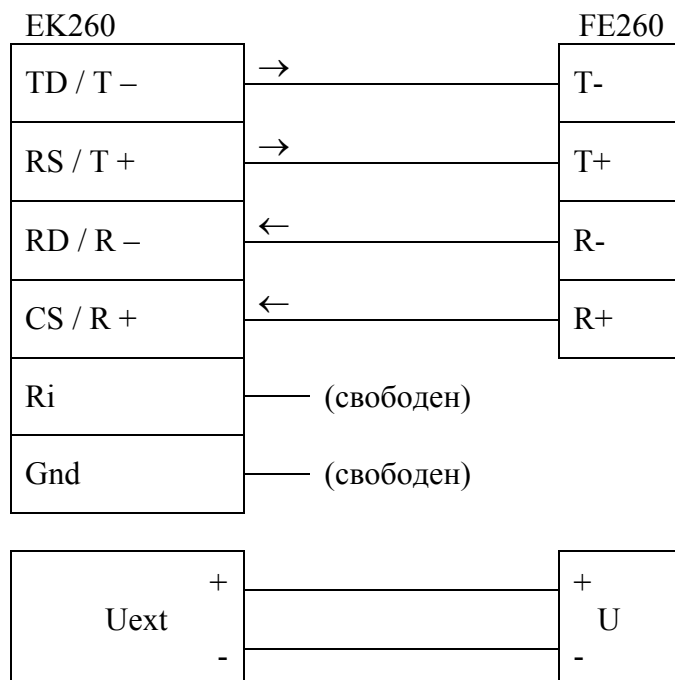 EK260 FE260
TD / T – → T-
RS / T + → T+
RD / R – ← R-
CS / R + ← R+
Ri (свободен)
Gnd (свободен)
+ +
Uext U
- -